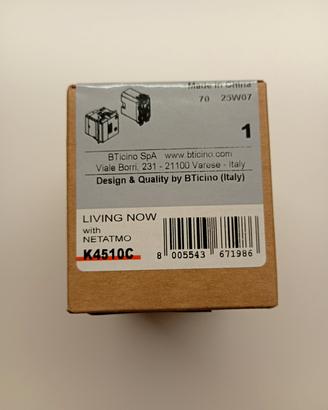 Made in China
70 25W07
1
BTicino SpA www.bticino.com
Viale Borri, 231 - 21100 Varese - Italy
Design & Quality by BTicino (Italy)
LIVING NOW
with
NETATMO
K4510C
8 005543 671986